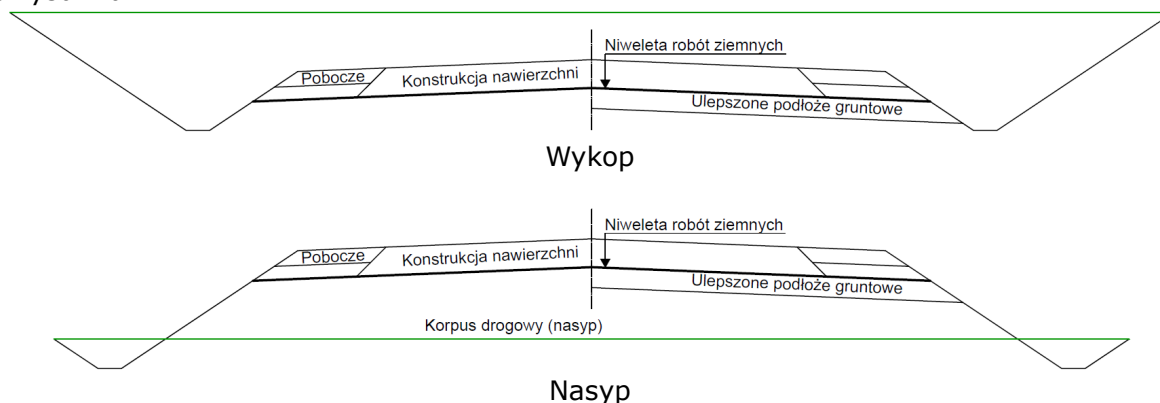 Niweleta robót ziemnych
Pobocze
Konstrukcja nawierzchni
Ulepszone podłoże gruntowe
Wykop
Niweleta robót ziemnych
Pobocze
Konstrukcja nawierzchni
Ulepszone podłoże gruntowe
Korpus drogowy (nasyp)
Nasyp